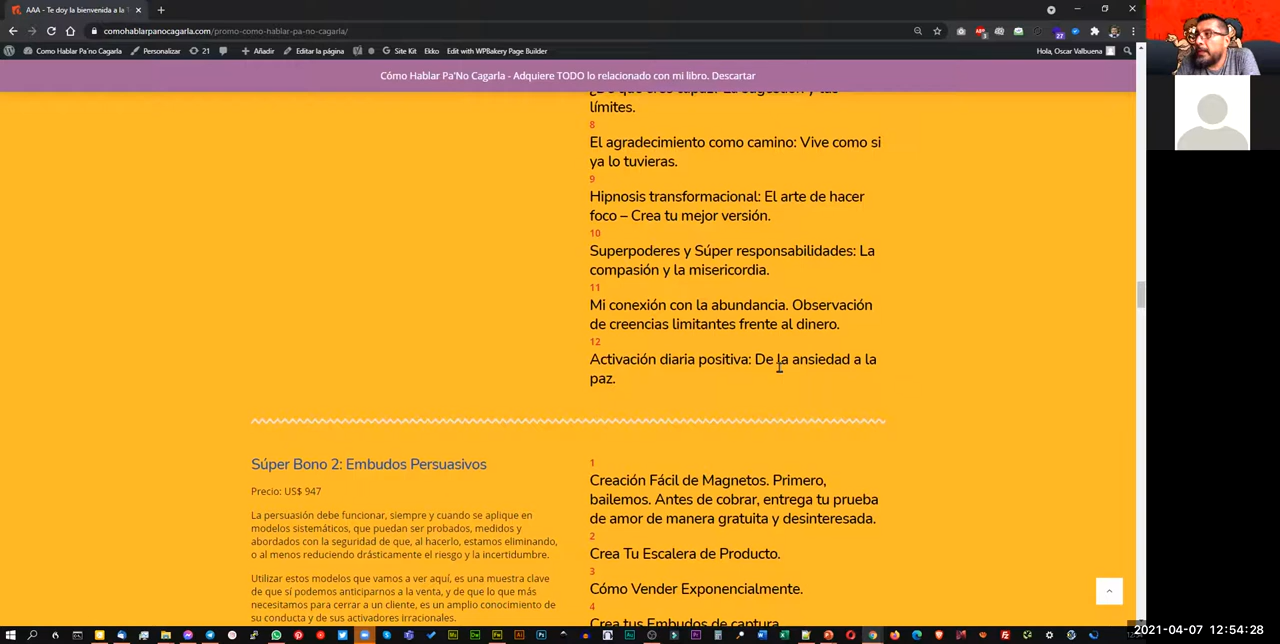 AAA - Te doy la bienvenida a la
comohablarpanocagarla.com/promo-como-hablar-pa-no-cagarla/
Como Hablar Pa'no Cagarla
Personalizar
21
Añadir
Editar la página
Site Kit
Ekko
Edit with WPBakery Page Builder
Hola, Oscar Valbuena
Cómo Hablar Pa'No Cagarla - Adquiere TODO lo relacionado con mi libro. Descartar
límites.
8
El agradecimiento como camino: Vive como si
ya lo tuvieras.
9
Hipnosis transformacional: El arte de hacer
foco – Crea tu mejor versión.
10
Superpoderes y Súper responsabilidades: La
compasión y la misericordia.
11
Mi conexión con la abundancia. Observación
de creencias limitantes frente al dinero.
12
Activación diaria positiva: De la ansiedad a la
paz.
Súper Bono 2: Embudos Persuasivos
Precio: US$ 947
La persuasión debe funcionar, siempre y cuando se aplique en
modelos sistemáticos, que puedan ser probados, medidos y
abordados con la seguridad de que, al hacerlo, estamos eliminando,
o al menos reduciendo drásticamente el riesgo y la incertidumbre.
Utilizar estos modelos que vamos a ver aquí, es una muestra clave
de que sí podemos anticiparnos a la venta, y de que lo que más
necesitamos para cerrar a un cliente, es un amplio conocimiento de
su conducta y de sus activadores irracionales.
1
Creación Fácil de Magnetos. Primero,
bailemos. Antes de cobrar, entrega tu prueba
de amor de manera gratuita y desinteresada.
2
Crea Tu Escalera de Producto.
3
Cómo Vender Exponencialmente.
4
Crea tus Embudos de captura
2021-04-07 12:54:28